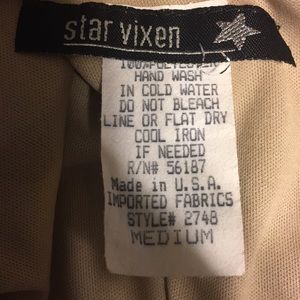 star vixen
100% POLYESTER
HAND WASH
IN COLD WATER
DO NOT BLEACH
LINE OR FLAT DRY
COOL IRON
IF NEEDED
R/N# 56187
Made in U.S.A.
IMPORTED FABRICS
STYLE# 2748
MEDIUM